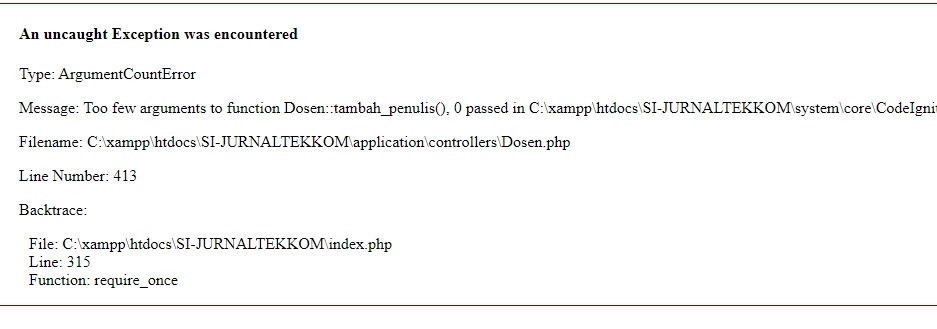 An uncaught Exception was encountered
Type: ArgumentCountError
Message: Too few arguments to function Dosen::tambah_penulis(), 0 passed in C:\xampp\htdocs\SI-JURNALTEKKOM\system\core\CodeIgni
Filename: C:\xampp\htdocs\SI-JURNALTEKKOM\application\controllers\Dosen.php
Line Number: 413
Backtrace:
File: C:\xampp\htdocs\SI-JURNALTEKKOM\index.php
Line: 315
Function: require_once